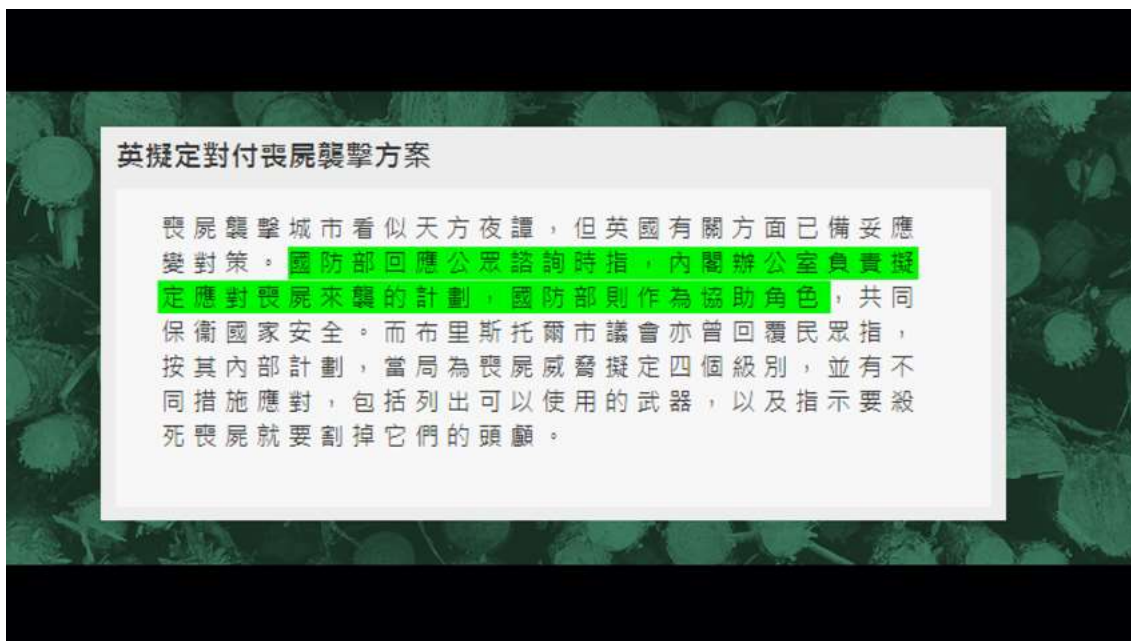 英擬定對付喪屍襲擊方案
喪屍襲擊城市看似天方夜譚，但英國有關方面已備妥應
變對策。國防部回應公眾諮詢時指，內閣辦公室負責擬
定應對喪屍來襲的計劃，國防部則作為協助角色，共同
保衞國家安全。而布里斯托爾市議會亦曾回覆民眾指，
按其內部計劃，當局為喪屍威脅擬定四個級別，並有不
同措施應對，包括列出可以使用的武器，以及指示要殺
死喪屍就要割掉它們的頭顱。